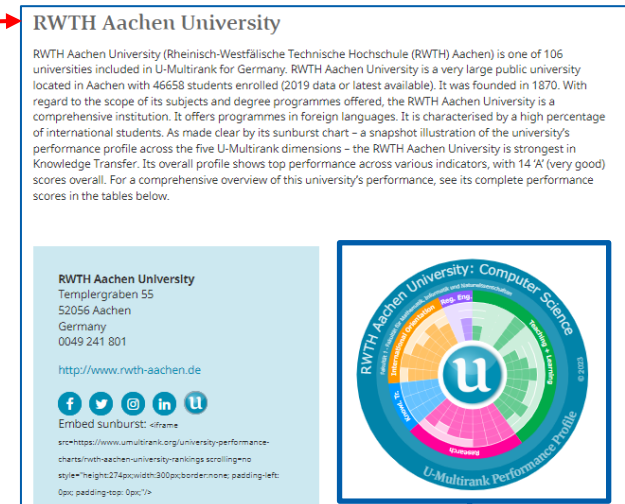 RWTH Aachen University
RWTH Aachen University (Rheinisch-Westfälische Technische Hochschule (RWTH) Aachen) is one of 106
universities included in U-Multirank for Germany. RWTH Aachen University is a very large public university
located in Aachen with 46658 students enrolled (2019 data or latest available). It was founded in 1870. With
regard to the scope of its subjects and degree programmes offered, the RWTH Aachen University is a
comprehensive institution. It offers programmes in foreign languages. It is characterised by a high percentage
of international students. As made clear by its sunburst chart – a snapshot illustration of the university's
performance profile across the five U-Multirank dimensions – the RWTH Aachen University is strongest in
Knowledge Transfer. Its overall profile shows top performance across various indicators, with 14 'A' (very good)
scores overall. For a comprehensive overview of this university's performance, see its complete performance
scores in the tables below.
RWTH Aachen University
Templergraben 55
52056 Aachen
Germany
0049 241 801
http://www.rwth-aachen.de
Embed sunburst: <iframe
src=https://www.umultirank.org/university-performance-
charts/rwth-aachen-university-rankings scrolling=no
style="height:274px;width:300px;border:none; padding-left:
0px; padding-top: 0px;"/>
RWTH Aachen University: Computer Science
Fakultät 1 - Fakultät für Mathematik, Informatik und Naturwissenschaften
Reg. Eng.
Teaching + Learning
Research
Knowl. Tr.
International Orientation
u
© 2023
U-Multirank Performance Profile